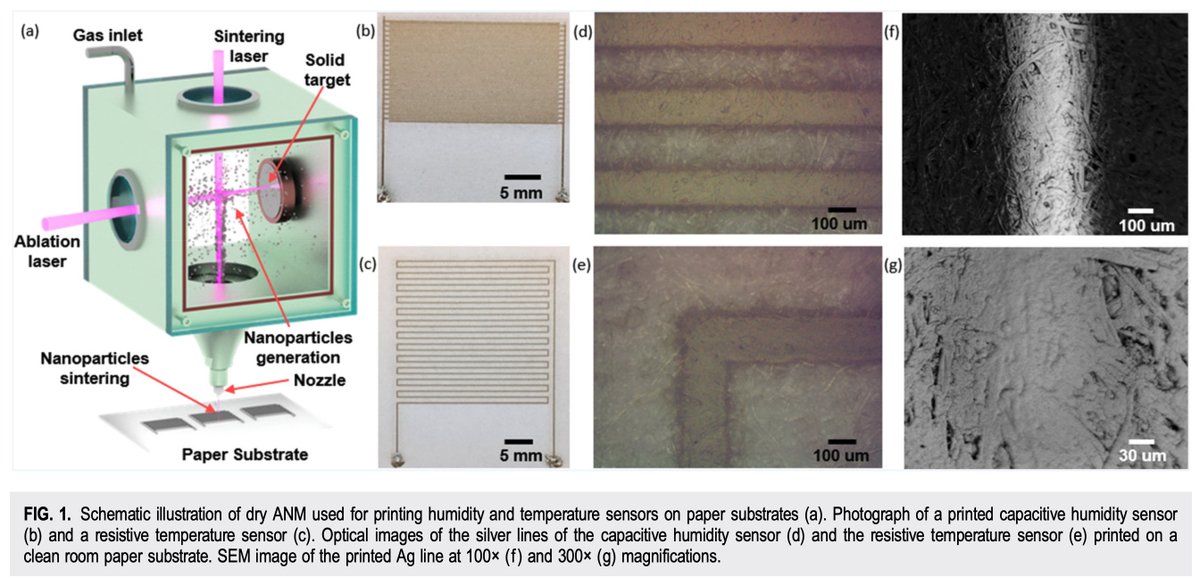 (a)
Gas inlet
Sintering
laser
Solid
target
Ablation
laser
Nanoparticles
generation
Nanoparticles
sintering
Nozzle
Paper Substrate
(b)
5 mm
(c)
5 mm
(d)
100 um
(e)
100 um
(f)
100 um
(g)
30 um
FIG. 1. Schematic illustration of dry ANM used for printing humidity and temperature sensors on paper substrates (a). Photograph of a printed capacitive humidity sensor
(b) and a resistive temperature sensor (c). Optical images of the silver lines of the capacitive humidity sensor (d) and the resistive temperature sensor (e) printed on a
clean room paper substrate. SEM image of the printed Ag line at 100× (f) and 300× (g) magnifications.